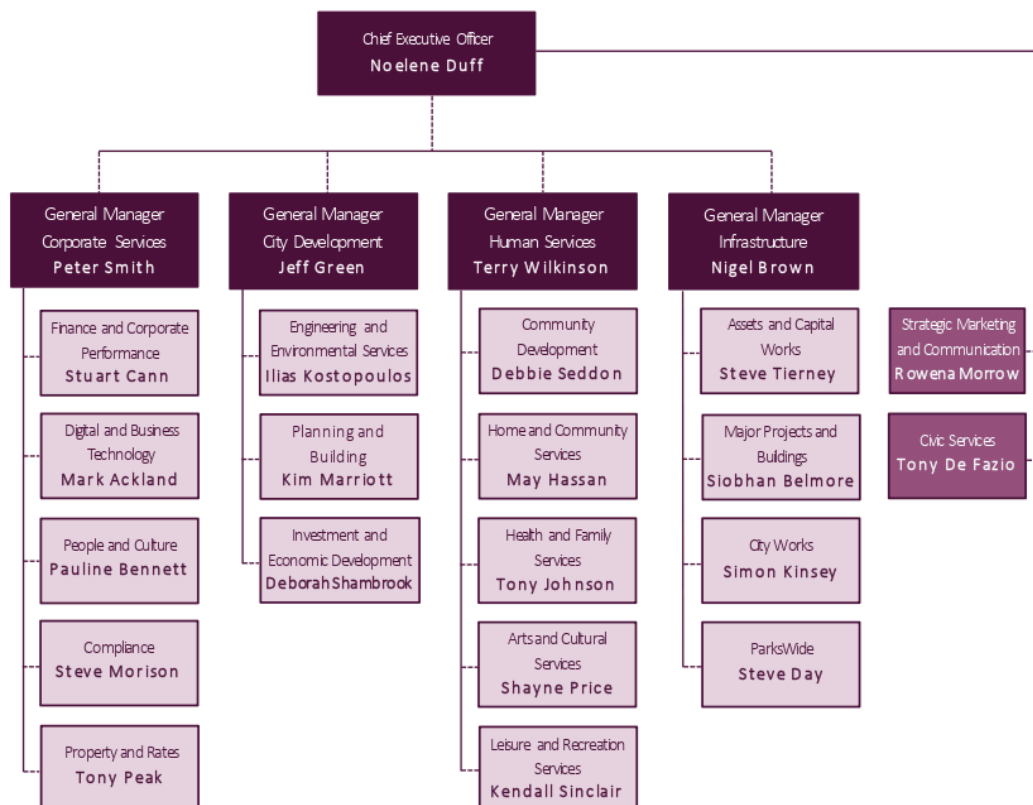 Chief Executive Officer
Noelene Duff
General Manager
Corporate Services
Peter Smith
General Manager
City Development
Jeff Green
General Manager
Human Services
Terry Wilkinson
General Manager
Infrastructure
Nigel Brown
Finance and Corporate
Performance
Stuart Cann
Digital and Business
Technology
Mark Ackland
People and Culture
Pauline Bennett
Compliance
Steve Morison
Property and Rates
Tony Peak
Engineering and
Environmental Services
Ilias Kostopoulos
Planning and
Building
Kim Marriott
Investment and
Economic Development
Deborah Shambrook
Community
Development
Debbie Seddon
Home and Community
Services
May Hassan
Health and Family
Services
Tony Johnson
Arts and Cultural
Services
Shayne Price
Leisure and Recreation
Services
Kendall Sinclair
Assets and Capital
Works
Steve Tierney
Major Projects and
Buildings
Siobhan Belmore
City Works
Simon Kinsey
ParksWide
Steve Day
Strategic Marketing
and Communication
Rowena Morrow
Civic Services
Tony De Fazio